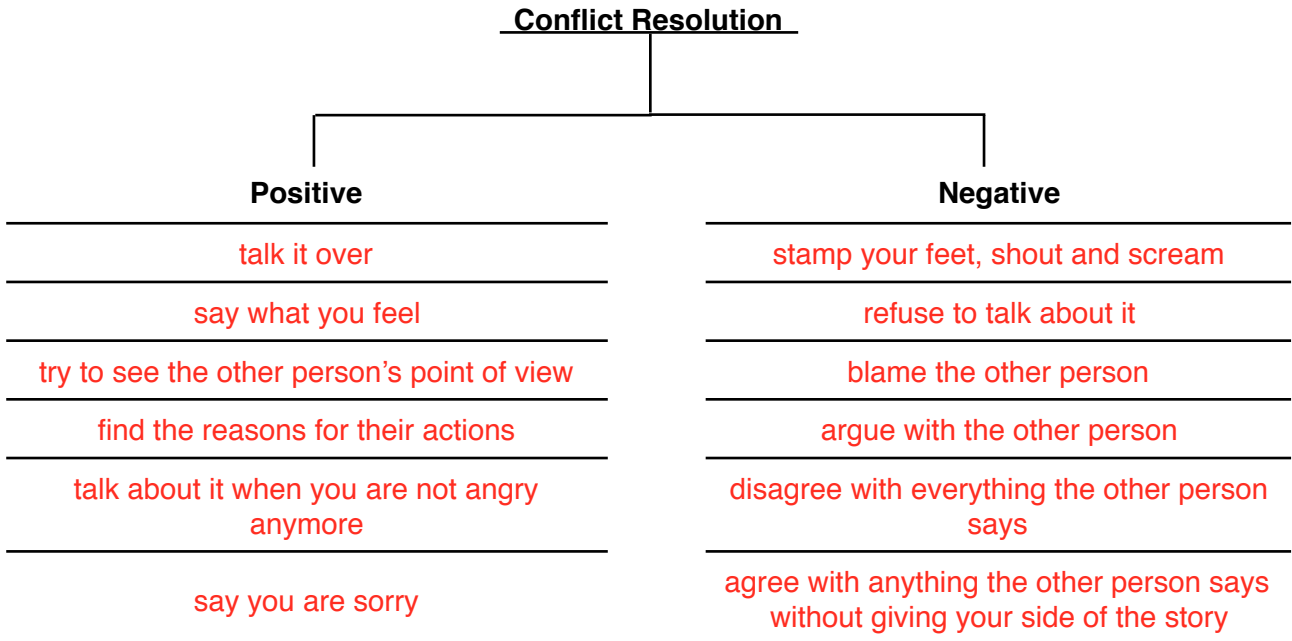 Conflict Resolution
Positive
talk it over
say what you feel
try to see the other person's point of view
find the reasons for their actions
talk about it when you are not angry
anymore
say you are sorry
Negative
stamp your feet, shout and scream
refuse to talk about it
blame the other person
argue with the other person
disagree with everything the other person
says
agree with anything the other person says
without giving your side of the story